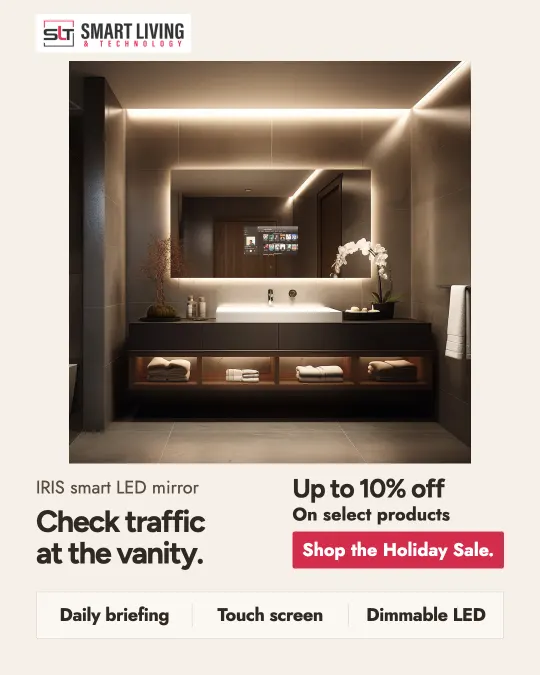 SLT SMART LIVING
& TECHNOLOGY
IRIS smart LED mirror
Check traffic
at the vanity.
Up to 10% off
On select products
Shop the Holiday Sale.
Daily briefing
Touch screen
Dimmable LED